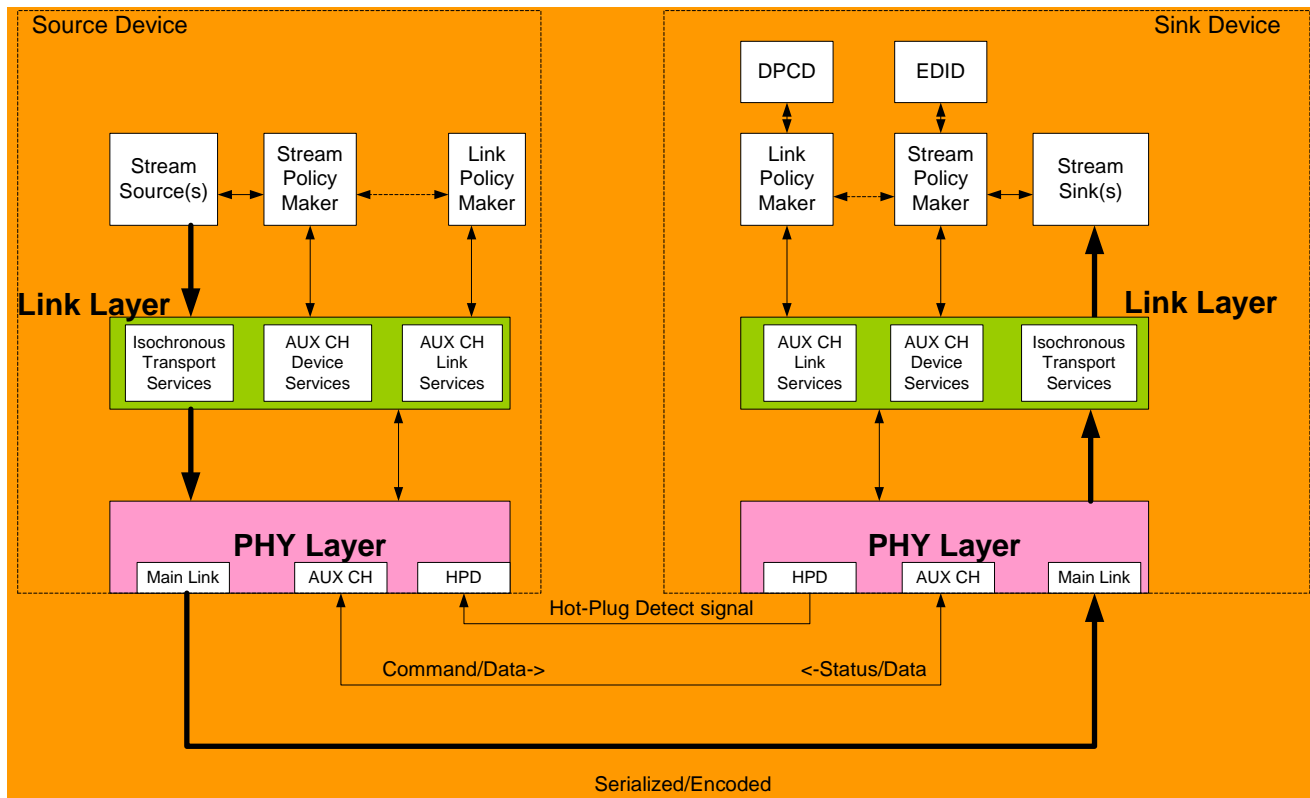 Source Device
Sink Device
DPCD
EDID
Stream
Source(s)
Stream
Policy
Maker
Link
Policy
Maker
Link
Policy
Maker
Stream
Policy
Maker
Stream
Sink(s)
Link Layer
Link Layer
Isochronous
Transport
Services
AUX CH
Device
Services
AUX CH
Link
Services
AUX CH
Link
Services
AUX CH
Device
Services
Isochronous
Transport
Services
PHY Layer
PHY Layer
Main Link
AUX CH
HPD
HPD
AUX CH
Main Link
Hot-Plug Detect signal
Command/Data->
<-Status/Data
Serialized/Encoded